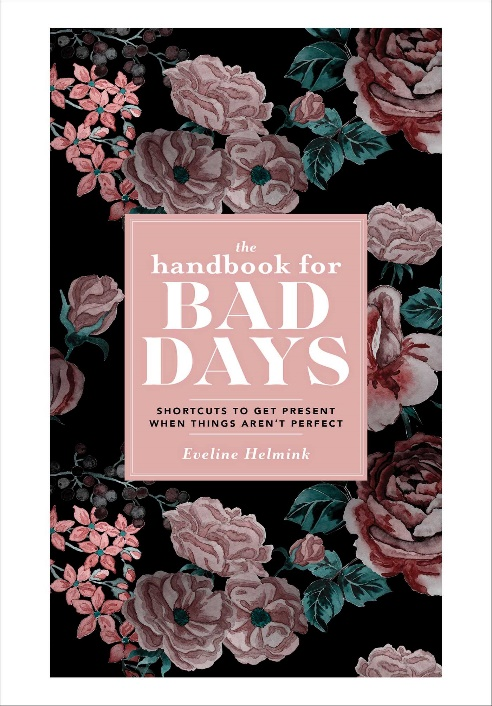 the
handbook for
BAD
DAYS
SHORTCUTS TO GET PRESENT
WHEN THINGS AREN'T PERFECT
Eveline Helmink